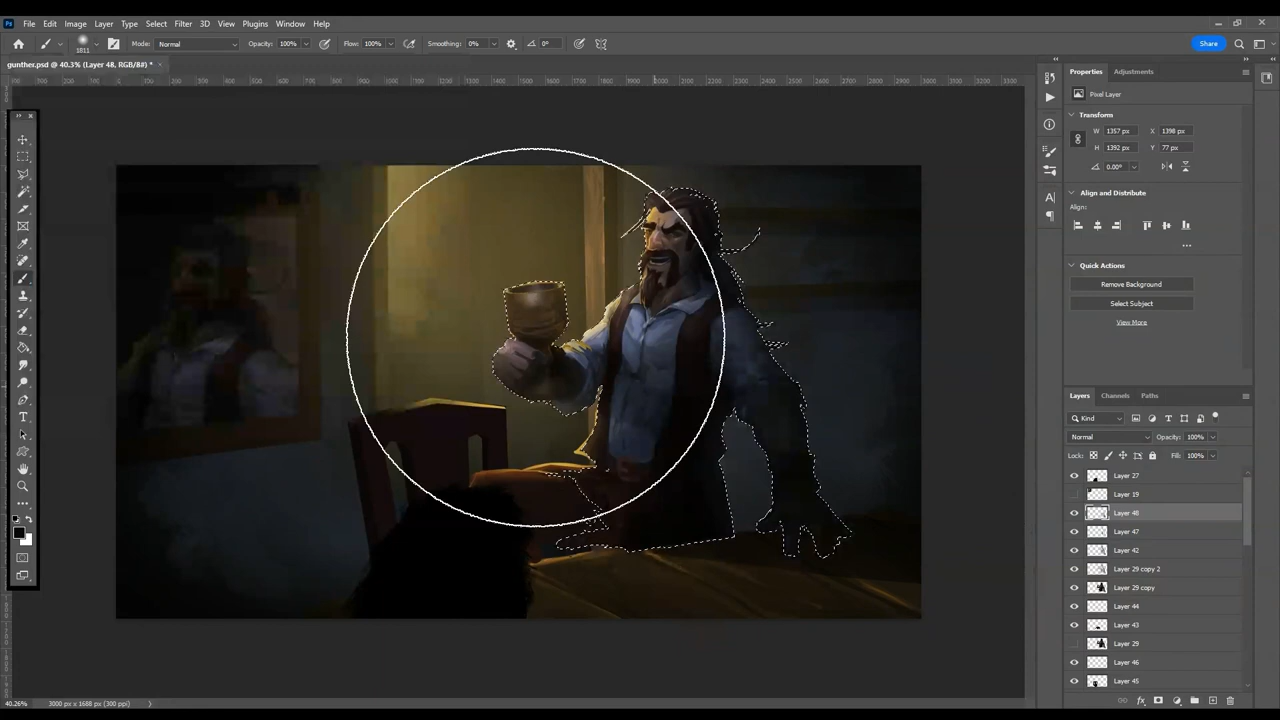 Ps File Edit Image Layer Type Select Filter 3D View Plugins Window Help
1811 Mode: Normal Opacity: 100% Flow: 100% Smoothing: 0% 0° Share
gunther.psd @ 40.3% (Layer 48, RGB/8#) *
Properties Adjustments
Pixel Layer
Transform
W 1357 px X 1398 px
H 1392 px Y 77 px
0.00°
Align and Distribute
Align:
Quick Actions
Remove Background
Select Subject
View More
Layers Channels Paths
Kind
Normal Opacity: 100%
Lock: Fill: 100%
Layer 27
Layer 19
Layer 48
Layer 47
Layer 42
Layer 29 copy 2
Layer 29 copy
Layer 44
Layer 43
Layer 29
Layer 46
Layer 45
40.26% 3000 px x 1688 px (300 ppi)